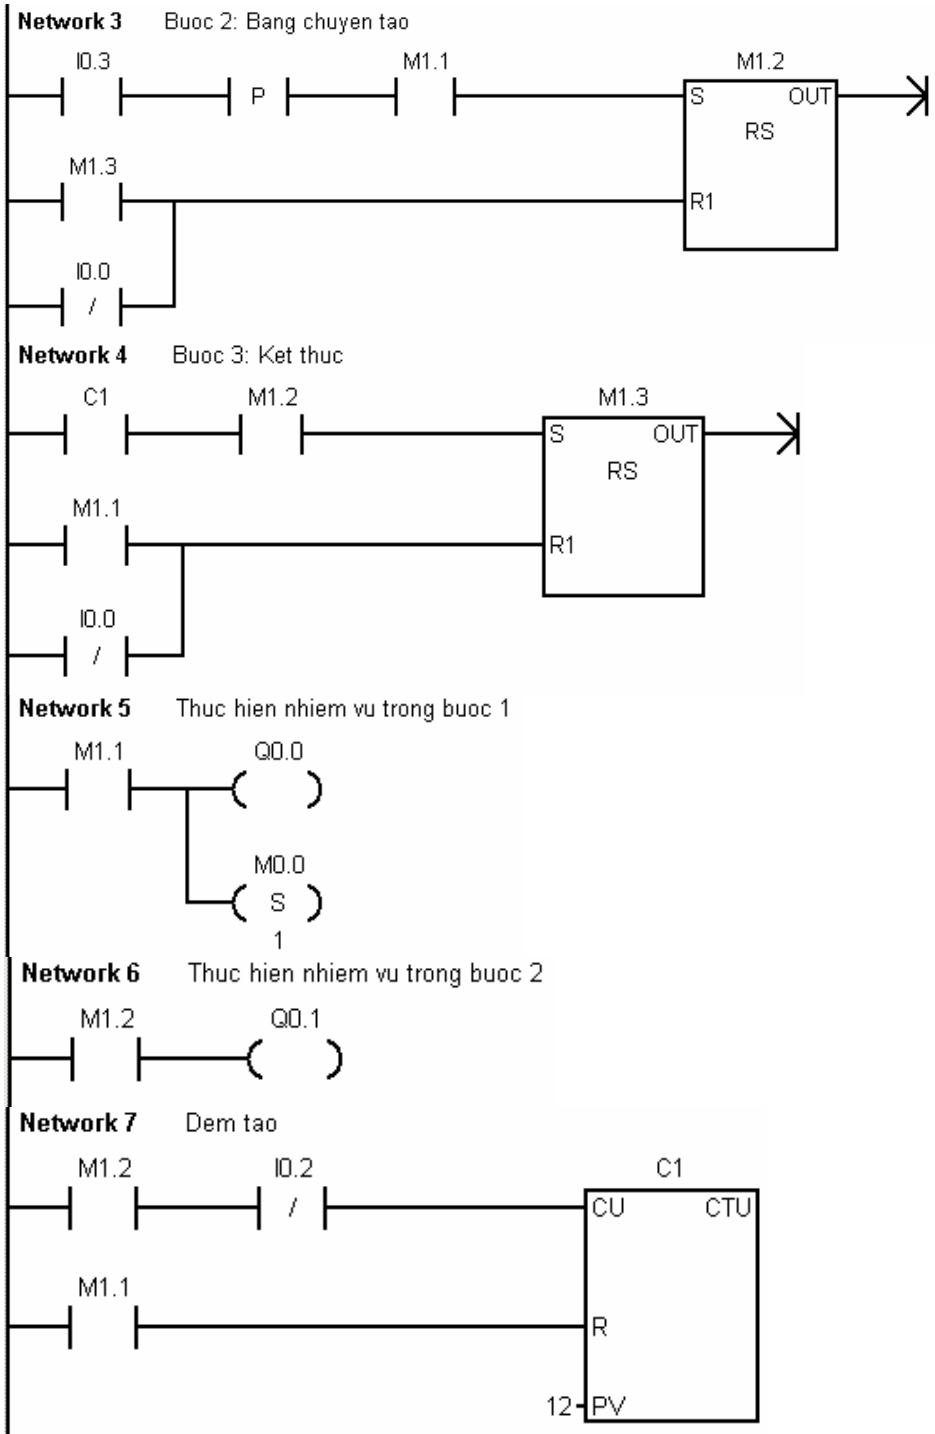 Network 3 Buoc 2: Bang chuyen tao
I0.3 M1.1 M1.2
P S OUT
RS
M1.3
R1
I0.0
/
Network 4 Buoc 3: Ket thuc
C1 M1.2 M1.3
S OUT
RS
M1.1
R1
I0.0
/
Network 5 Thuc hien nhiem vu trong buoc 1
M1.1 Q0.0
M0.0
S
1
Network 6 Thuc hien nhiem vu trong buoc 2
M1.2 Q0.1
Network 7 Dem tao
M1.2 I0.2 C1
/ CU CTU
M1.1
R
12 PV